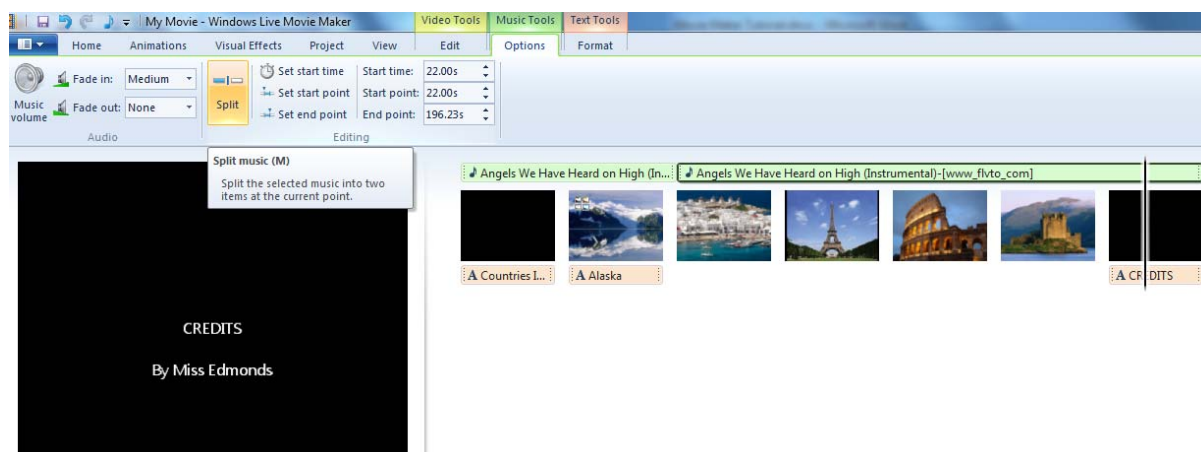 My Movie - Windows Live Movie Maker
Video Tools Music Tools Text Tools
Home Animations Visual Effects Project View Edit Options Format
Music volume
Fade in: Medium
Fade out: None
Audio
Split
Set start time Start time: 22.00s
Set start point Start point: 22.00s
Set end point End point: 196.23s
Editing
Split music (M)
Split the selected music into two
items at the current point.
Angels We Have Heard on High (In... Angels We Have Heard on High (Instrumental)-[www_flvto_com]
A Countries I... A Alaska A CREDITS
CREDITS
By Miss Edmonds